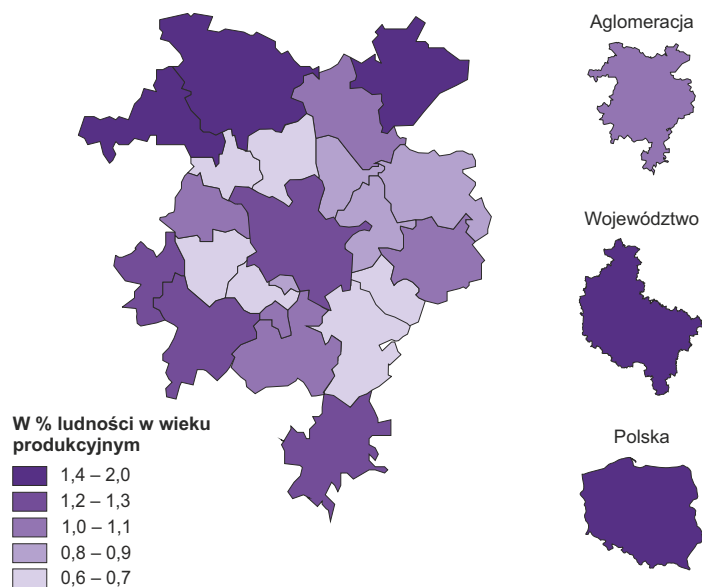 Aglomeracja
Województwo
Polska
W % ludności w wieku
produkcyjnym
1,4 – 2,0
1,2 – 1,3
1,0 – 1,1
0,8 – 0,9
0,6 – 0,7